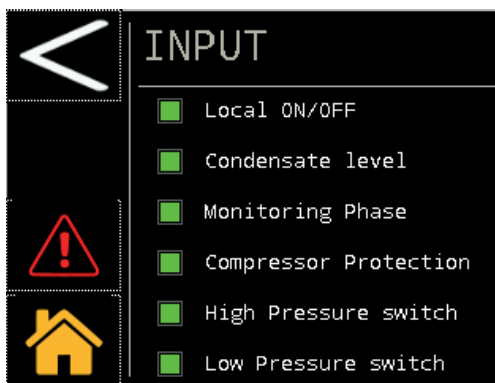 INPUT
Local ON/OFF
Condensate level
Monitoring Phase
Compressor Protection
High Pressure switch
Low Pressure switch